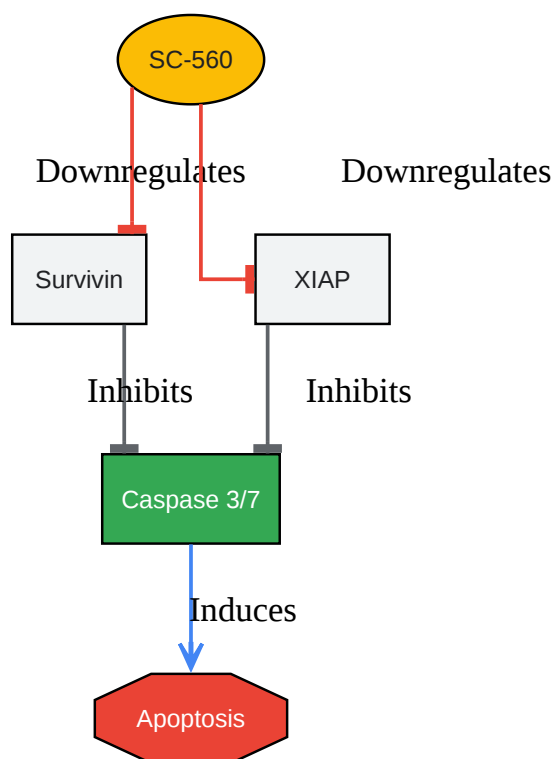 SC-560
Downregulates
Downregulates
Survivin
XIAP
Inhibits
Inhibits
Caspase 3/7
Induces
Apoptosis